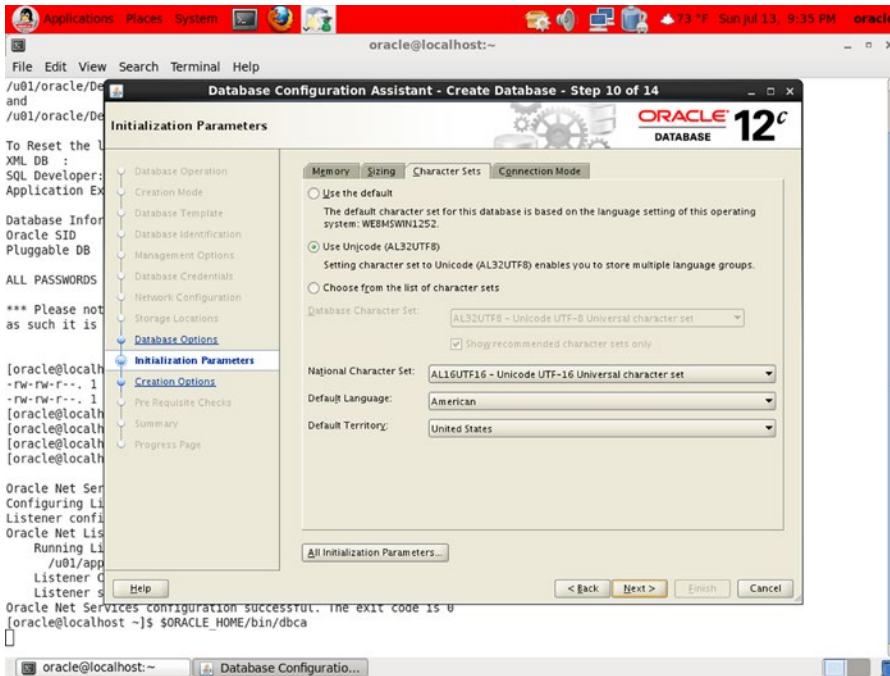 Applications Places System 73 °F Sun Jul 13, 9:35 PM oracle
oracle@localhost:~
File Edit View Search Terminal Help
/u01/oracle/De
and
/u01/oracle/De
To Reset the l
XML DB :
SQL Developer:
Application Ex
Database Infor
Oracle SID
Pluggable DB
ALL PASSWORDS
*** Please not
as such it is
[oracle@localh
-rw-rw-r--. 1
-rw-rw-r--. 1
[oracle@localh
[oracle@localh
[oracle@localh
[oracle@localh
Oracle Net Ser
Configuring Li
Listener confi
Oracle Net Lis
Running Li
/u01/app
Listener C
Listener s
Oracle Net Services configuration successful. The exit code is 0
[oracle@localhost ~]$ $ORACLE_HOME/bin/dbca
Database Configuration Assistant - Create Database - Step 10 of 14
Initialization Parameters
ORACLE DATABASE 12c
Database Operation
Creation Mode
Database Template
Database Identification
Management Options
Database Credentials
Network Configuration
Storage Locations
Database Options
Initialization Parameters
Creation Options
Pre Requisite Checks
Summary
Progress Page
Memory Sizing Character Sets Connection Mode
Use the default
The default character set for this database is based on the language setting of this operating
system: WE8MSWIN1252.
Use Unicode (AL32UTF8)
Setting character set to Unicode (AL32UTF8) enables you to store multiple language groups.
Choose from the list of character sets
Database Character Set: AL32UTF8 - Unicode UTF-8 Universal character set
Show recommended character sets only
National Character Set: AL16UTF16 - Unicode UTF-16 Universal character set
Default Language: American
Default Territory: United States
All Initialization Parameters...
Help < Back Next > Finish Cancel
oracle@localhost:~ Database Configuratio...